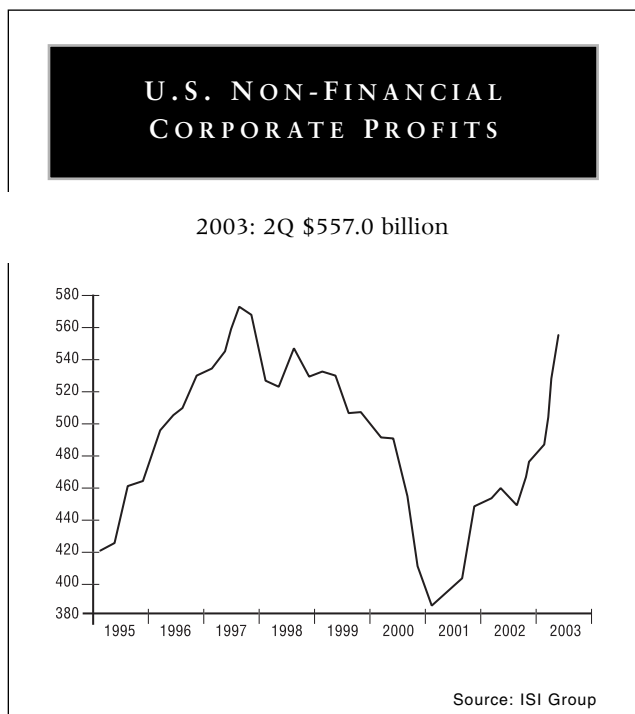 U.S. NON-FINANCIAL
CORPORATE PROFITS
2003: 2Q $557.0 billion
580
560
540
520
500
480
460
440
420
400
380
1995 1996 1997 1998 1999 2000 2001 2002 2003
Source: ISI Group